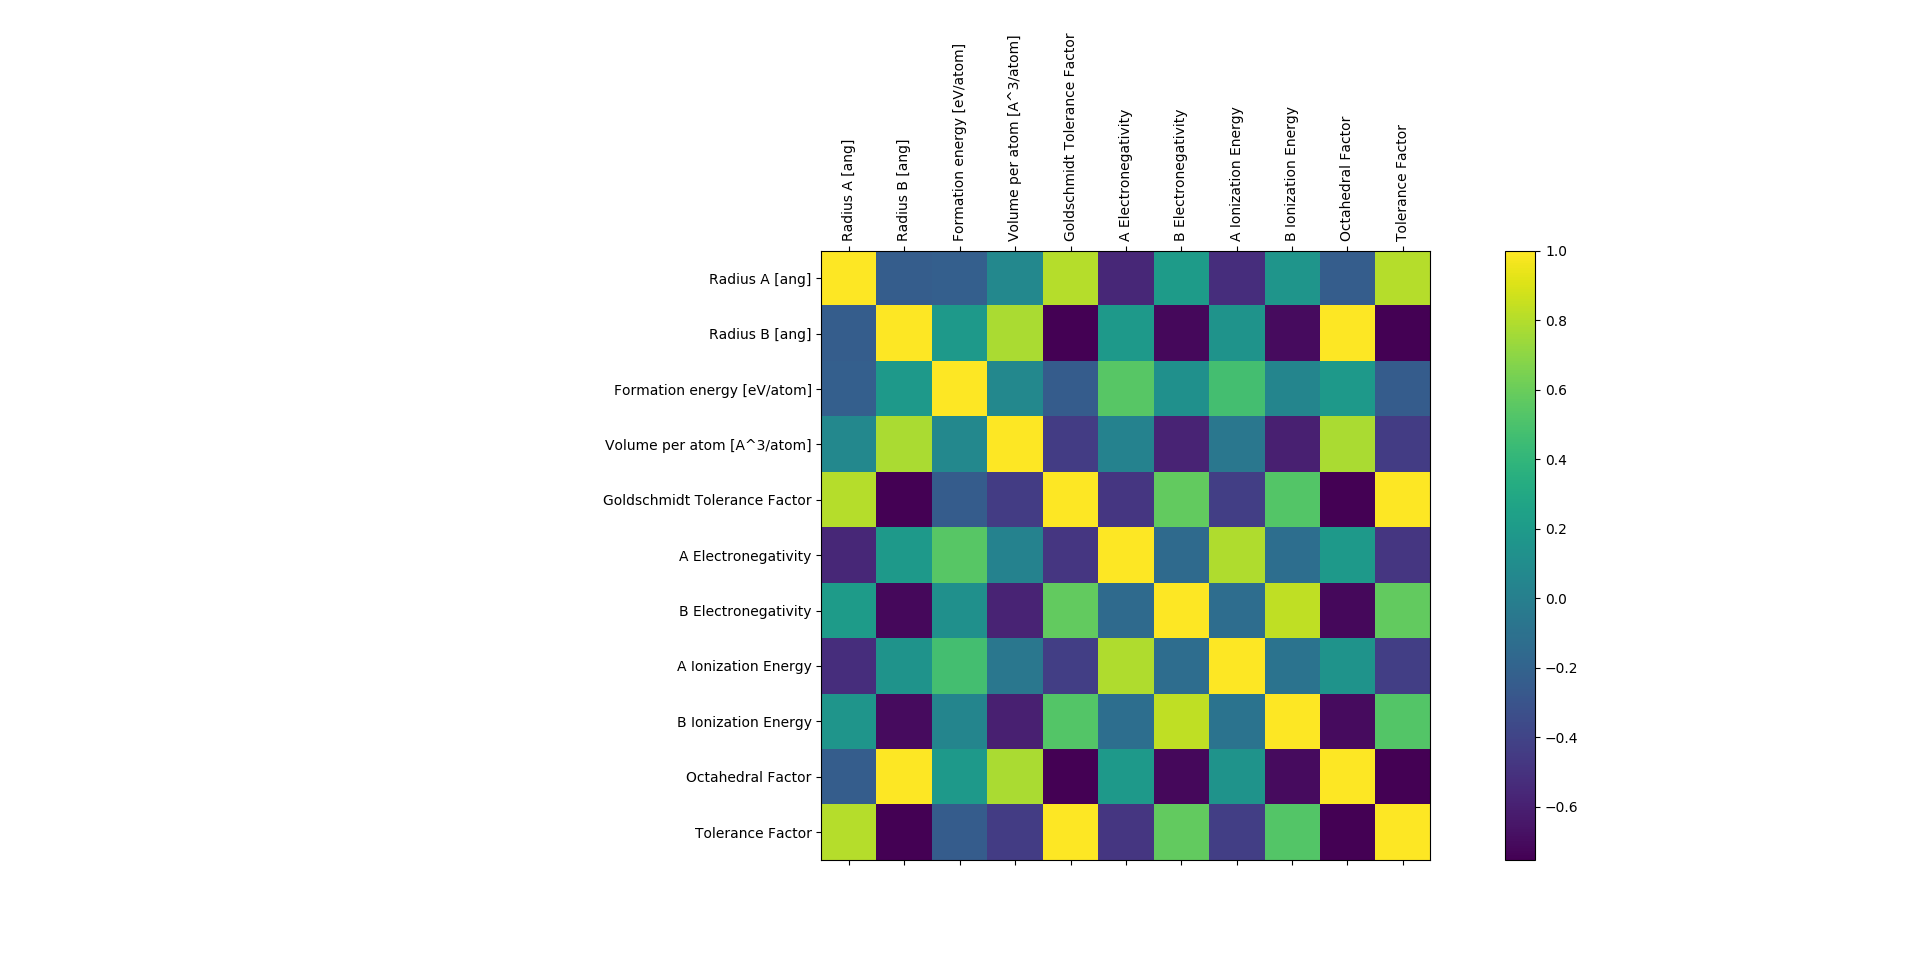 Radius A [ang]
Radius B [ang]
Formation energy [eV/atom]
Volume per atom [A^3/atom]
Goldschmidt Tolerance Factor
A Electronegativity
B Electronegativity
A Ionization Energy
B Ionization Energy
Octahedral Factor
Tolerance Factor
Radius A [ang]
Radius B [ang]
Formation energy [eV/atom]
Volume per atom [A^3/atom]
Goldschmidt Tolerance Factor
A Electronegativity
B Electronegativity
A Ionization Energy
B Ionization Energy
Octahedral Factor
Tolerance Factor
1.0
0.8
0.6
0.4
0.2
0.0
−0.2
−0.4
−0.6